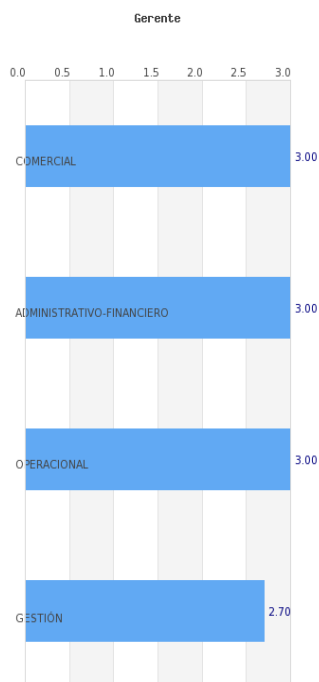 Gerente
0.0 0.5 1.0 1.5 2.0 2.5 3.0
COMERCIAL 3.00
ADMINISTRATIVO-FINANCIERO 3.00
OPERACIONAL 3.00
GESTIÓN 2.70